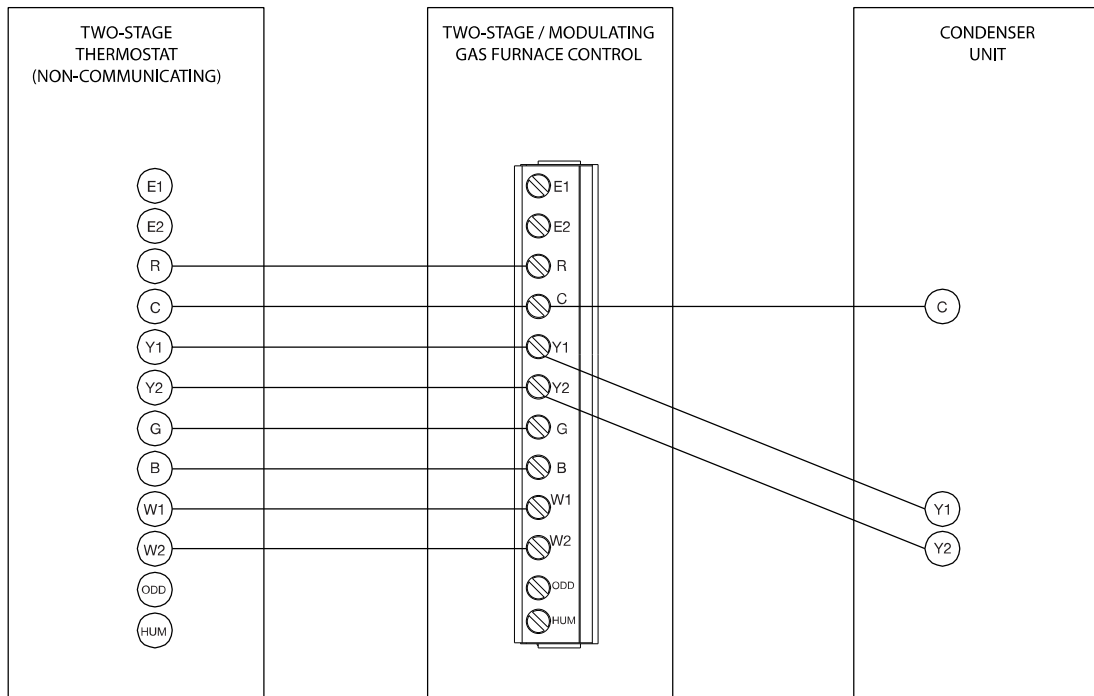 TWO-STAGE
THERMOSTAT
(NON-COMMUNICATING)
E1
E2
R
C
Y1
Y2
G
B
W1
W2
ODD
HUM
TWO-STAGE / MODULATING
GAS FURNACE CONTROL
E1
E2
R
C
Y1
Y2
G
B
W1
W2
ODD
HUM
CONDENSER
UNIT
C
Y1
Y2